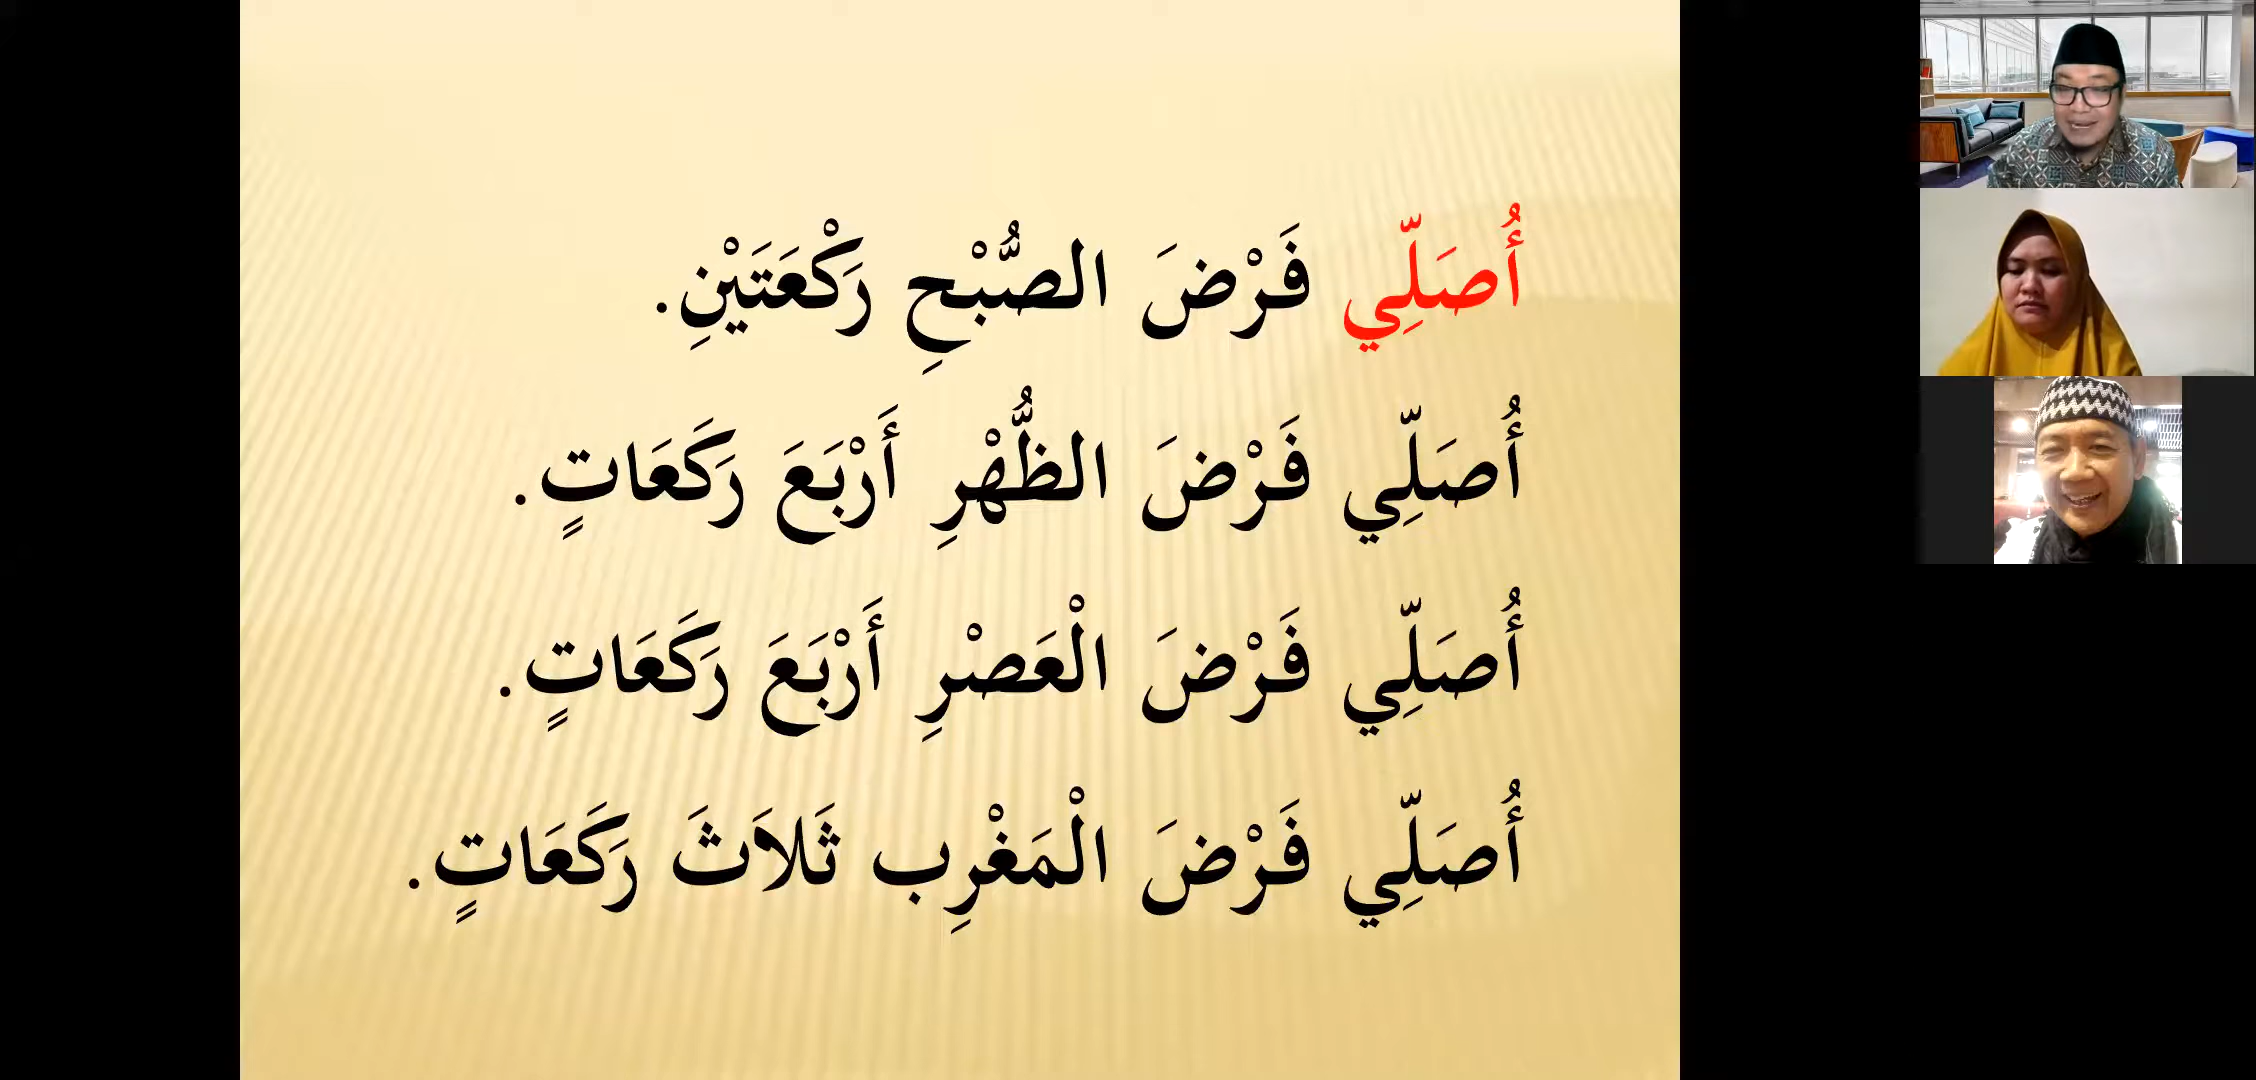 أُصَلِّي فَرْضَ الصُّبْحِ رَكْعَتَيْنِ.
أُصَلِّي فَرْضَ الظُّهْرِ أَرْبَعَ رَكَعَاتٍ.
أُصَلِّي فَرْضَ الْعَصْرِ أَرْبَعَ رَكَعَاتٍ.
أُصَلِّي فَرْضَ الْمَغْرِب ثَلاَثَ رَكَعَاتٍ.